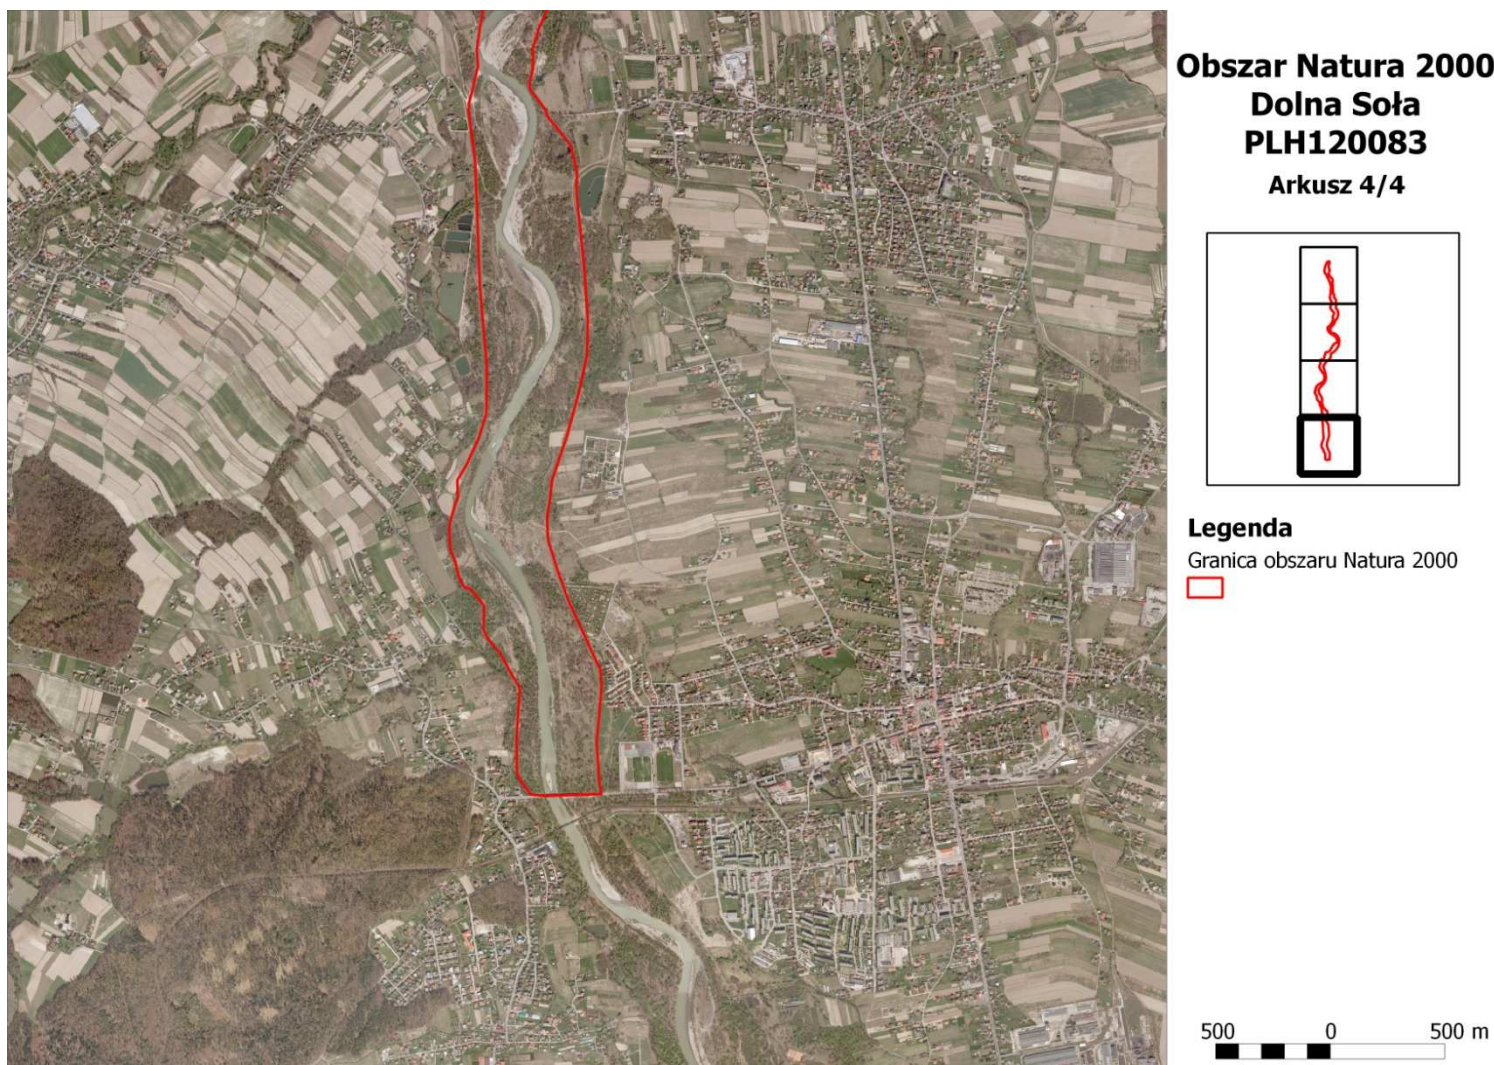 Obszar Natura 2000
Dolna Soła
PLH120083
Arkusz 4/4
Legenda
Granica obszaru Natura 2000
500 0 500 m